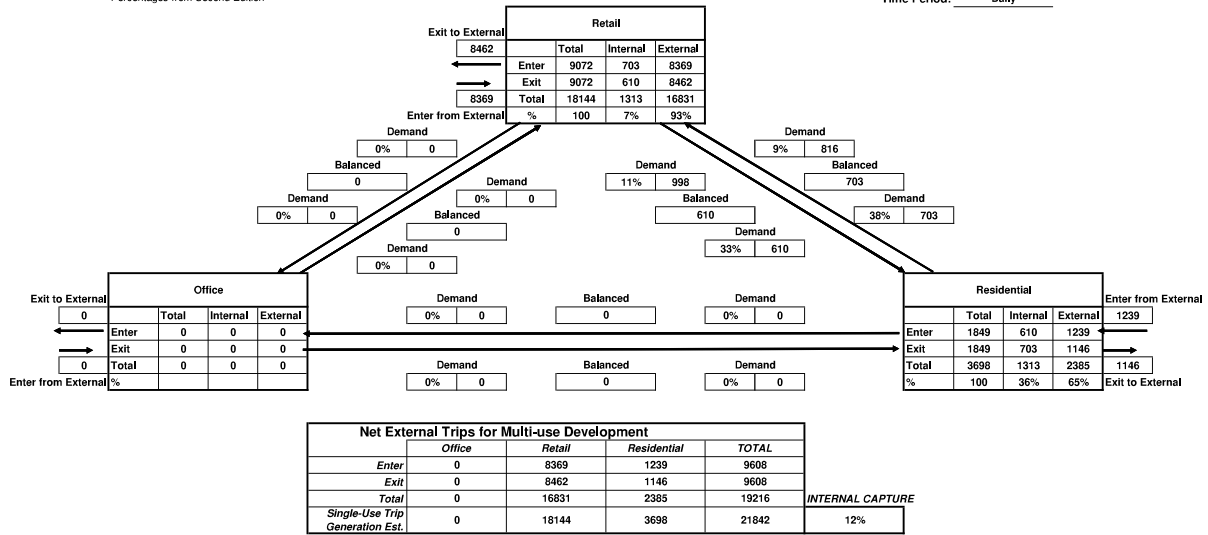 Percentages from Second Edition
Time Period: Daily
Retail
Exit to External
8462
Total Internal External
Enter 9072 703 8369
Exit 9072 610 8462
8369
Total 18144 1313 16831
Enter from External
% 100 7% 93%
Demand
0% 0
Balanced
0
Demand
0% 0
Demand
0% 0
Balanced
0
Demand
0% 0
Demand
11% 998
Balanced
610
Demand
33% 610
Demand
9% 816
Balanced
703
Demand
38% 703
Office
Exit to External
0
Total Internal External
Enter 0 0 0
Exit 0 0 0
0
Total 0 0 0
Enter from External
%
Demand Balanced Demand
0% 0 0 0% 0
Demand Balanced Demand
0% 0 0 0% 0
Residential
Enter from External
Total Internal External
1239
Enter 1849 610 1239
Exit 1849 703 1146
Total 3698 1313 2385
1146
% 100 36% 65%
Exit to External
Net External Trips for Multi-use Development
Office Retail Residential TOTAL
Enter 0 8369 1239 9608
Exit 0 8462 1146 9608
Total 0 16831 2385 19216
INTERNAL CAPTURE
Single-Use Trip
Generation Est. 0 18144 3698 21842 12%